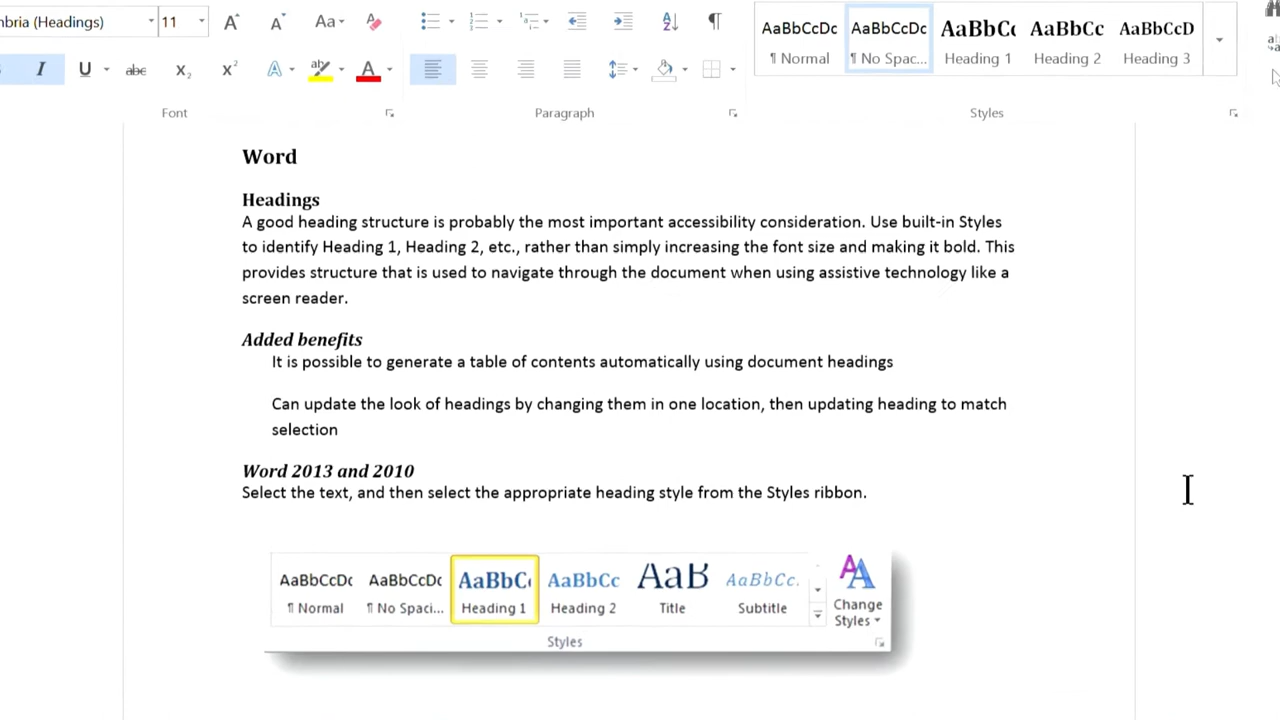 mbria (Headings) 11 Aa
AaBbCcDc AaBbCcDc AaBbCc AaBbCc AaBbCcD
¶ Normal ¶ No Spac... Heading 1 Heading 2 Heading 3
I U abc X₂ X² A aby A
Font Paragraph Styles
Word
Headings
A good heading structure is probably the most important accessibility consideration. Use built-in Styles
to identify Heading 1, Heading 2, etc., rather than simply increasing the font size and making it bold. This
provides structure that is used to navigate through the document when using assistive technology like a
screen reader.
Added benefits
It is possible to generate a table of contents automatically using document headings
Can update the look of headings by changing them in one location, then updating heading to match
selection
Word 2013 and 2010
Select the text, and then select the appropriate heading style from the Styles ribbon.
AaBbCcDc AaBbCcDc AaBbC AaBbCc AaB AaBbCc.
¶ Normal ¶ No Spaci... Heading 1 Heading 2 Title Subtitle
Change
Styles
Styles